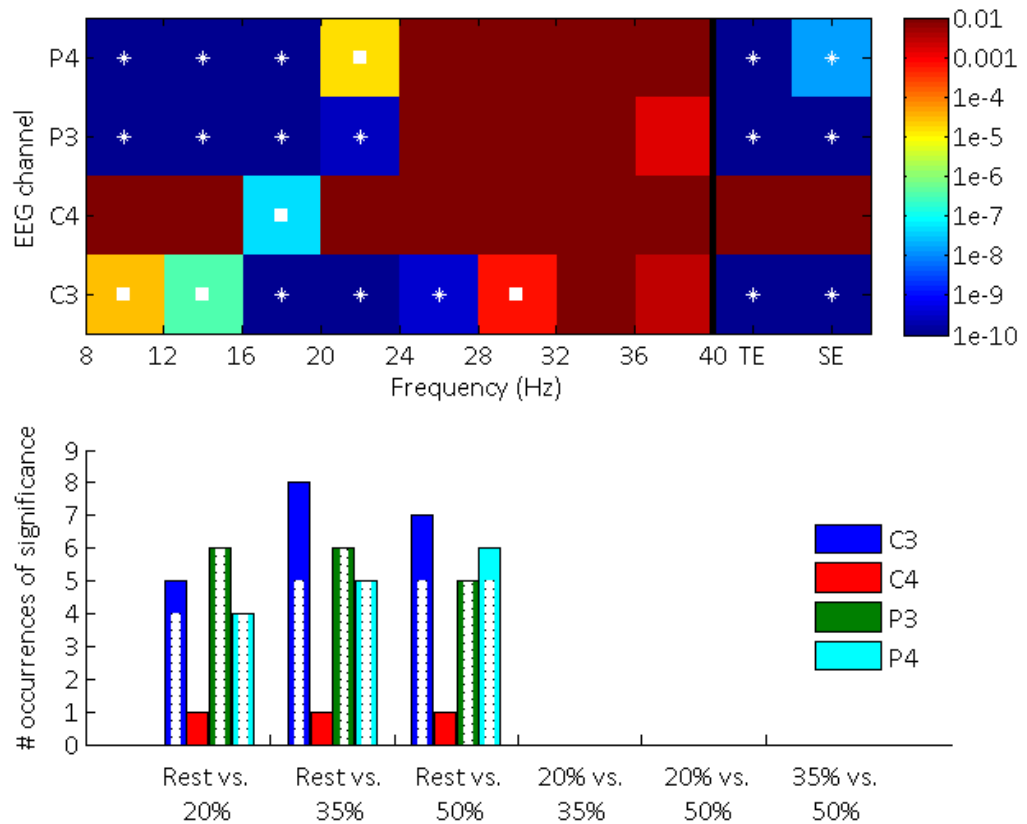 P4
P3
C4
C3
EEG channel
8 12 16 20 24 28 32 36 40 TE SE
Frequency (Hz)
0.01
0.001
1e-4
1e-5
1e-6
1e-7
1e-8
1e-9
1e-10
# occurrences of significance
9
8
7
6
5
4
3
2
1
0
Rest vs. 20%
Rest vs. 35%
Rest vs. 50%
20% vs. 35%
20% vs. 50%
35% vs. 50%
C3
C4
P3
P4